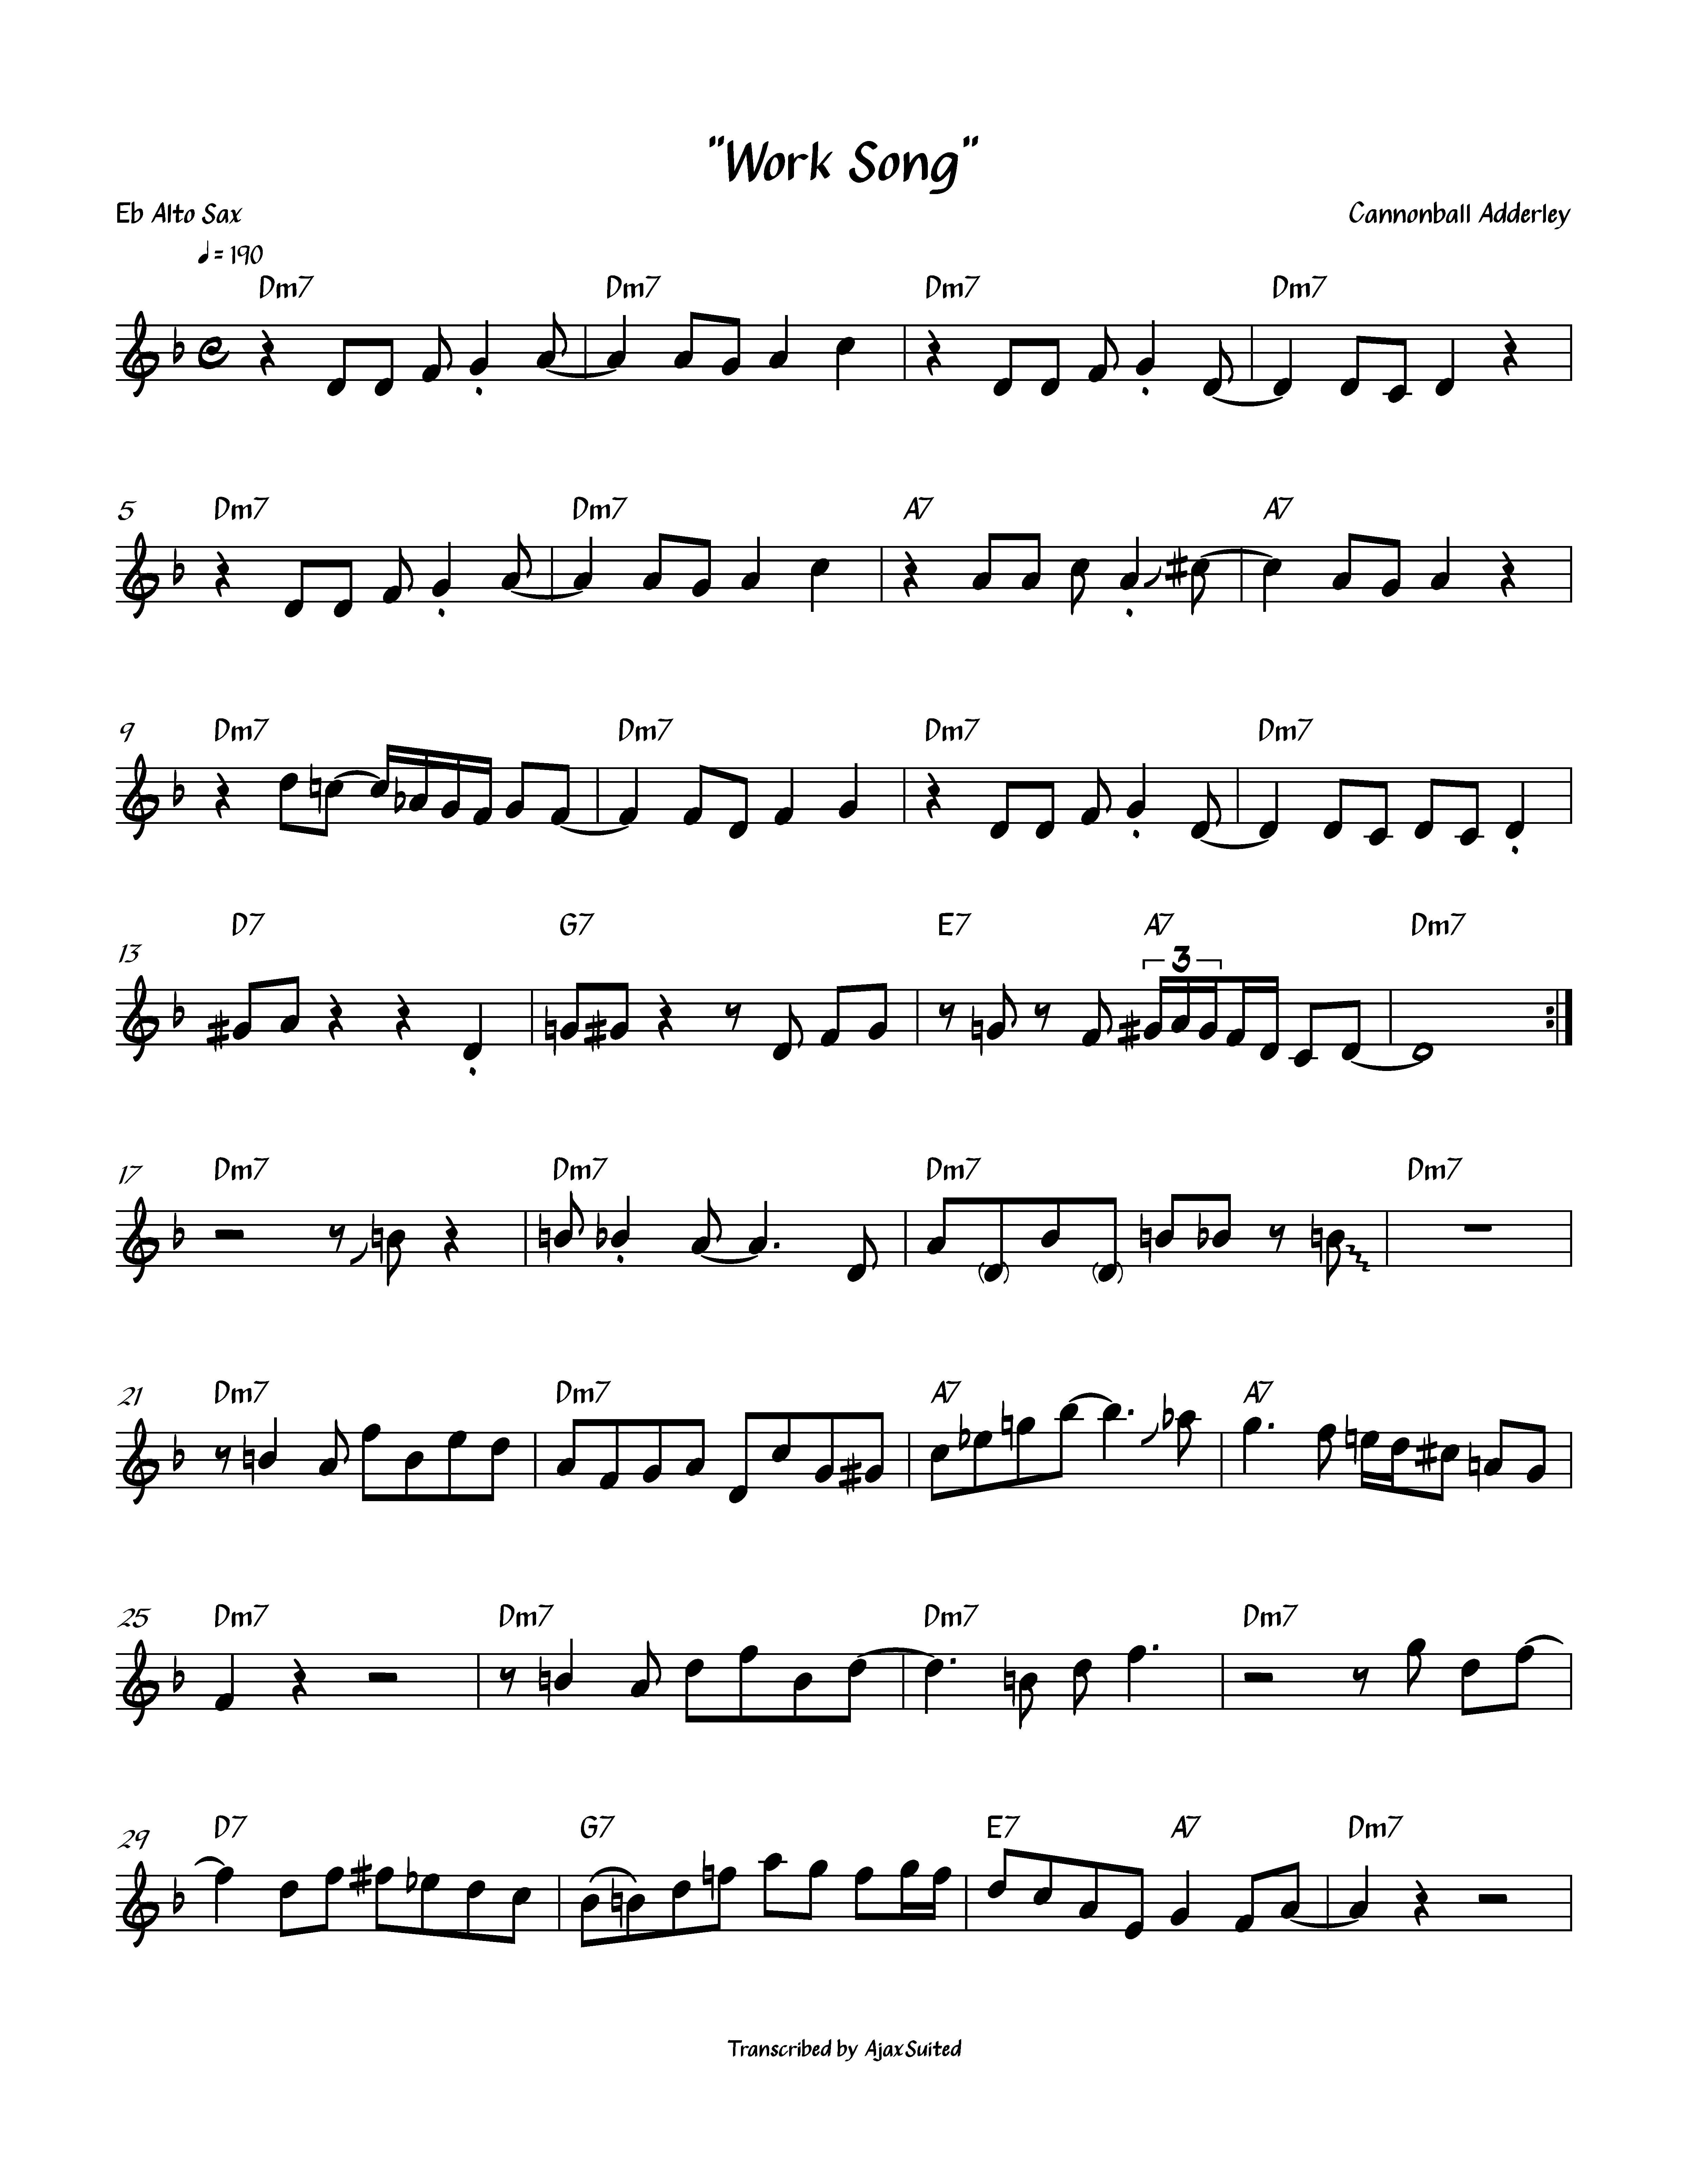 "Work Song"
Eb Alto Sax
Cannonball Adderley
= 190
Dm7 Dm7 Dm7 Dm7
5 Dm7 Dm7 A7 A7
9 Dm7 Dm7 Dm7 Dm7
13 D7 G7 E7 A7 Dm7
3
17 Dm7 Dm7 Dm7 Dm7
21 Dm7 Dm7 A7 A7
25 Dm7 Dm7 Dm7 Dm7
29 D7 G7 E7 A7 Dm7
Transcribed by AjaxSuited